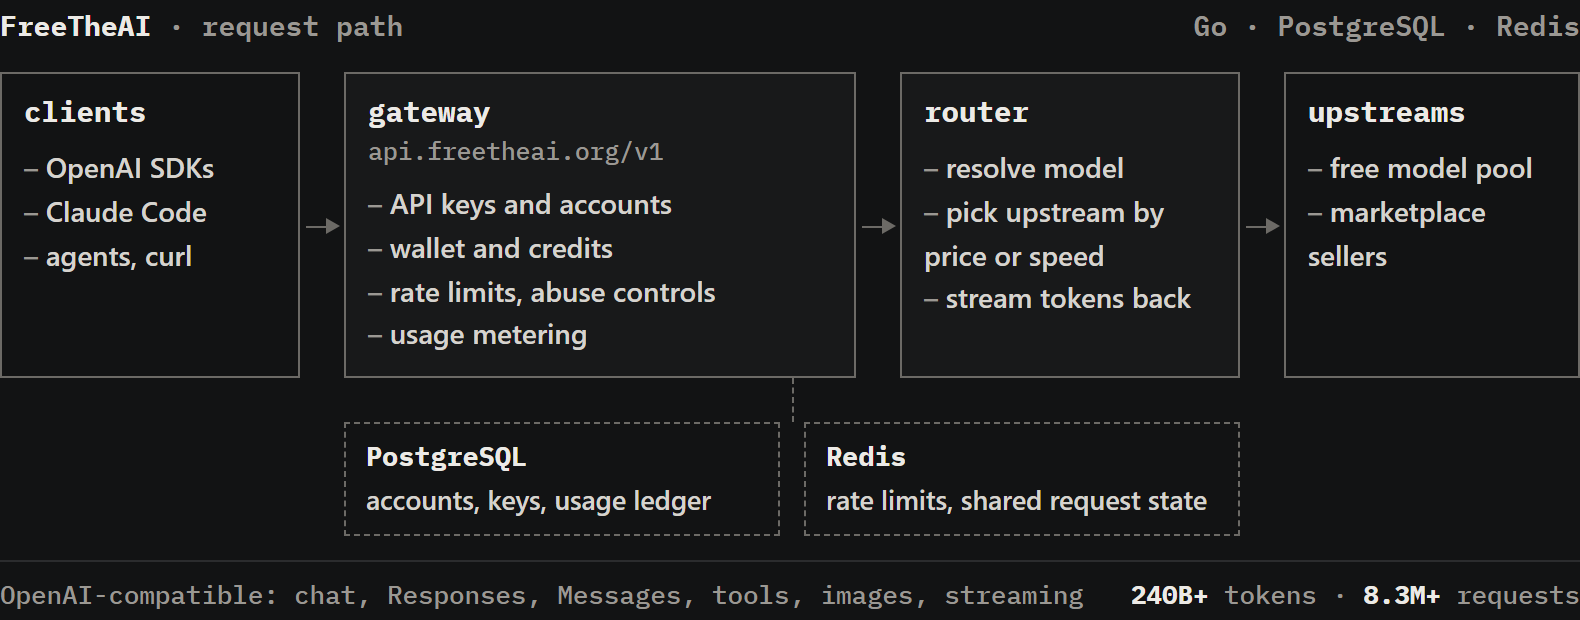 FreeTheAI · request path
Go · PostgreSQL · Redis
clients
– OpenAI SDKs
– Claude Code
– agents, curl
gateway
api.freetheai.org/v1
– API keys and accounts
– wallet and credits
– rate limits, abuse controls
– usage metering
router
– resolve model
– pick upstream by
price or speed
– stream tokens back
upstreams
– free model pool
– marketplace
sellers
PostgreSQL
accounts, keys, usage ledger
Redis
rate limits, shared request state
OpenAI-compatible: chat, Responses, Messages, tools, images, streaming
240B+ tokens · 8.3M+ requests